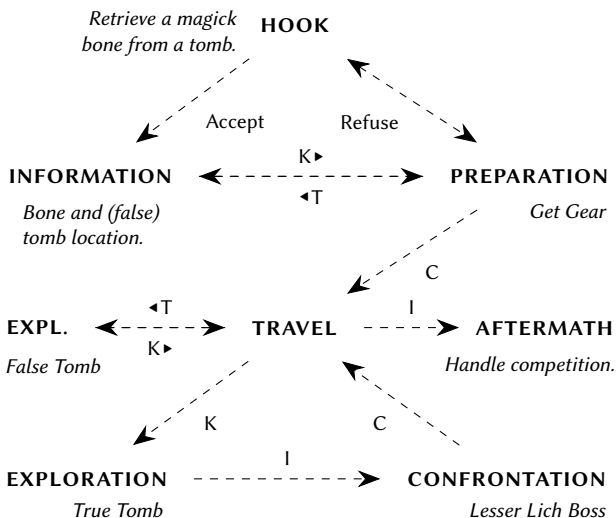 Retrieve a magick
bone from a tomb.
HOOK
Accept
Refuse
INFORMATION
K▸
◂T
PREPARATION
Bone and (false)
tomb location.
Get Gear
C
EXPL.
◂T
K▸
TRAVEL
I
AFTERMATH
False Tomb
Handle competition.
K
C
EXPLORATION
I
CONFRONTATION
True Tomb
Lesser Lich Boss